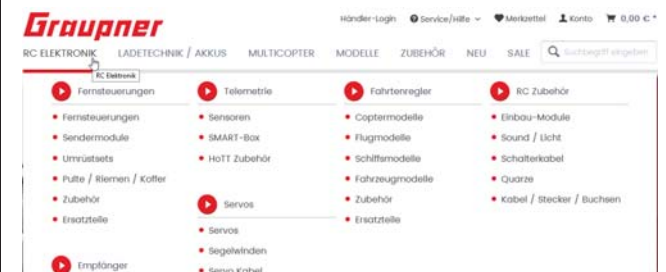 Graupner
Händler-Login Service/Hilfe Merkzettel Konto 0,00 € *
RC ELEKTRONIK LADETECHNIK / AKKUS MULTICOPTER MODELLE ZUBEHÖR NEU SALE Suchbegriff eingeben
RC Elektronik
Fernsteuerungen Telemetrie Fahrtenregler RC Zubehör
Fernsteuerungen Sensoren Coptermodelle Einbau-Module
Sendermodule SMART-Box Flugmodelle Sound / Licht
Umrüstsets HoTT Zubehör Schiffsmodelle Schalterkabel
Pulte / Riemen / Koffer Fahrzeugmodelle Quarze
Zubehör Servos Zubehör Kabel / Stecker / Buchsen
Ersatzteile Servos Ersatzteile
Segelwinden
Empfänger Servo Kabel